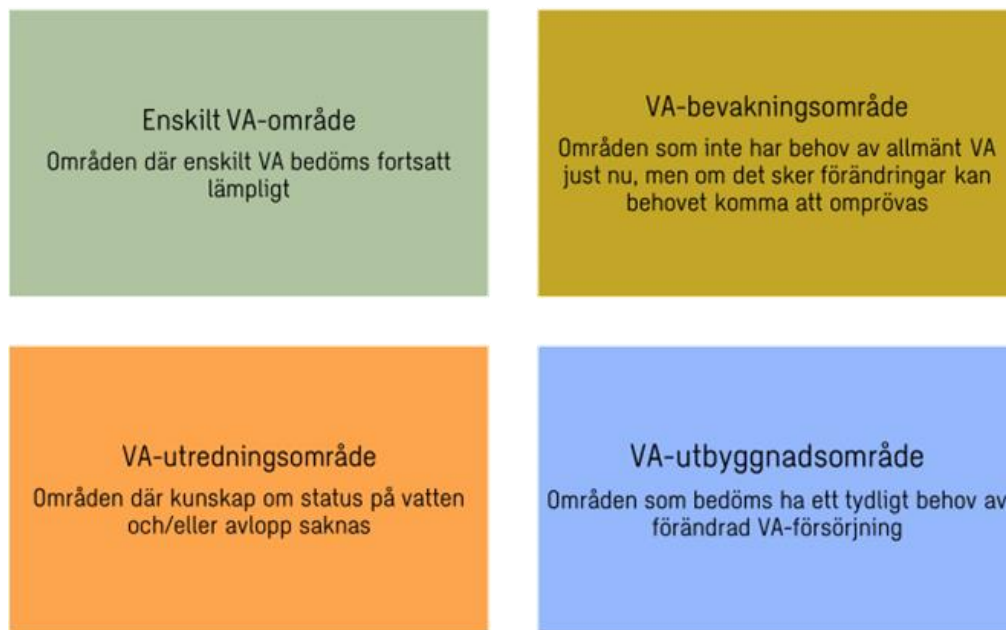 Enskilt VA-område
Områden där enskilt VA bedöms fortsatt
lämpligt
VA-bevakningsområde
Områden som inte har behov av allmänt VA
just nu, men om det sker förändringar kan
behovet komma att omprövas
VA-utredningsområde
Områden där kunskap om status på vatten
och/eller avlopp saknas
VA-utbyggnadsområde
Områden som bedöms ha ett tydligt behov av
förändrad VA-försörjning